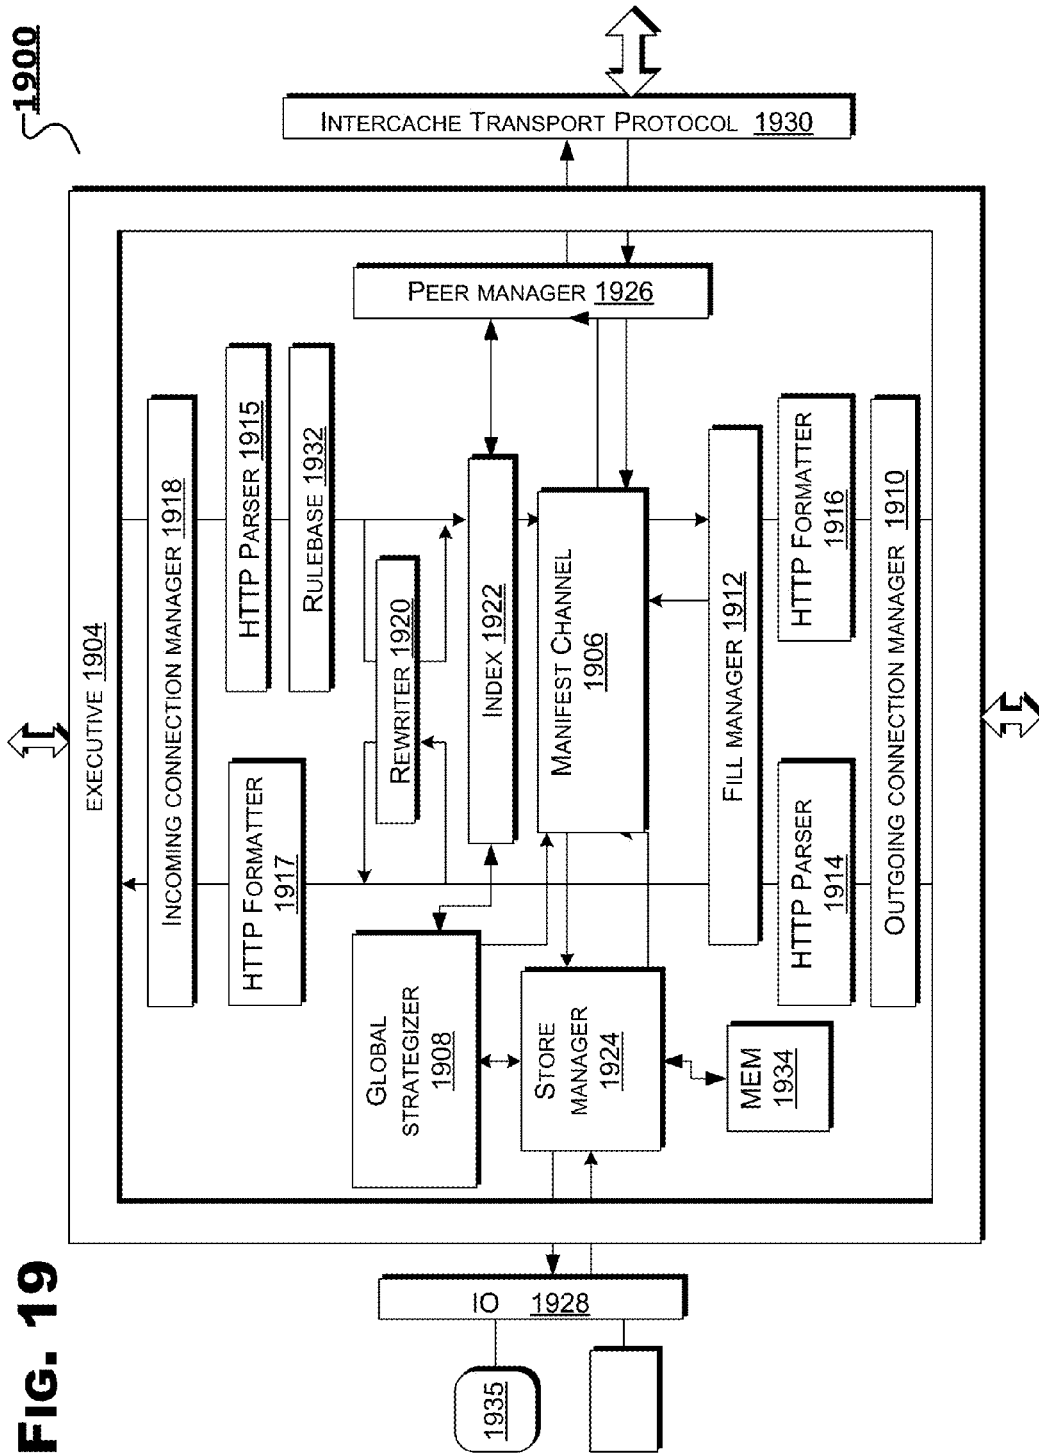 FIG. 19
1900
EXECUTIVE 1904
INCOMING CONNECTION MANAGER 1918
HTTP FORMATTER
1917
HTTP PARSER 1915
RULEBASE 1932
REWRITER 1920
GLOBAL
STRATEGIZER
1908
INDEX 1922
PEER MANAGER 1926
INTERCACHE TRANSPORT PROTOCOL 1930
IO 1928
1935
STORE
MANAGER
1924
MANIFEST CHANNEL
1906
MEM
1934
FILL MANAGER 1912
HTTP PARSER
1914
HTTP FORMATTER
1916
OUTGOING CONNECTION MANAGER 1910